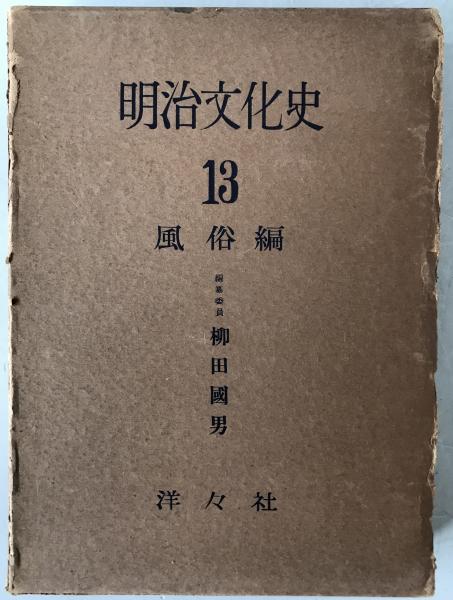 明治文化史
13
風俗編
編纂委員
柳田國男
洋々社